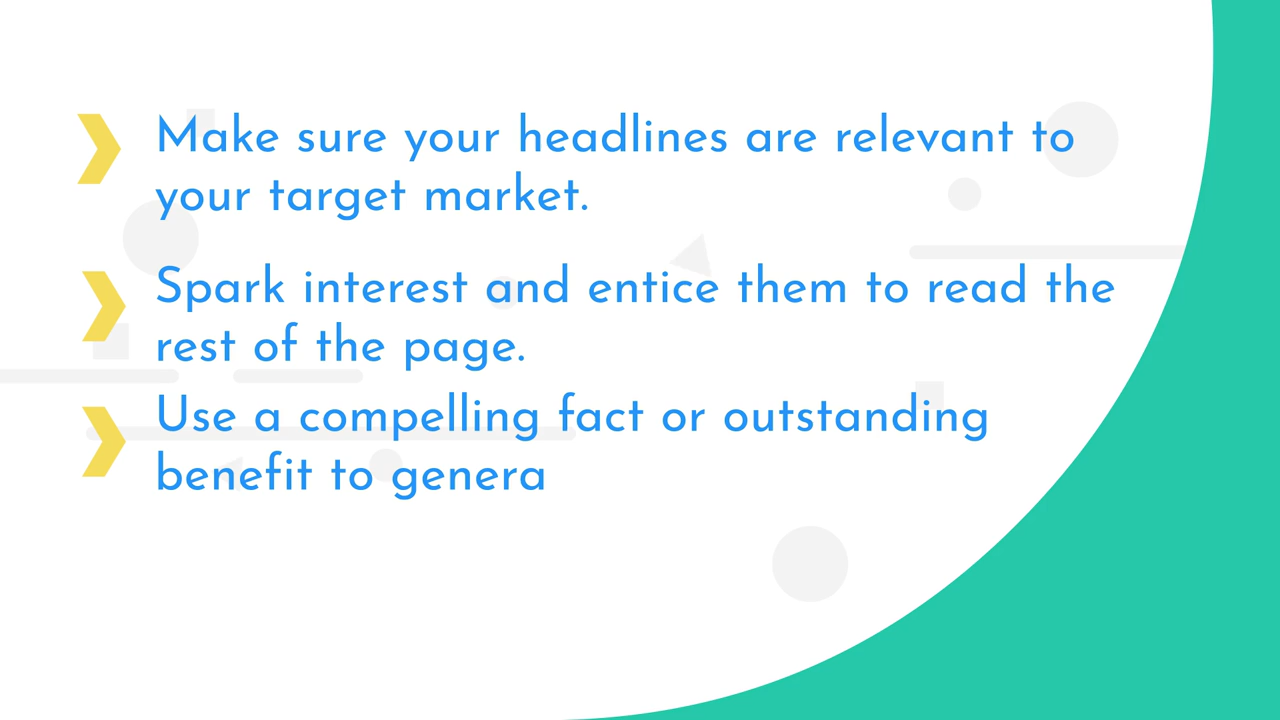 Make sure your headlines are relevant to
your target market.
Spark interest and entice them to read the
rest of the page.
Use a compelling fact or outstanding
benefit to genera